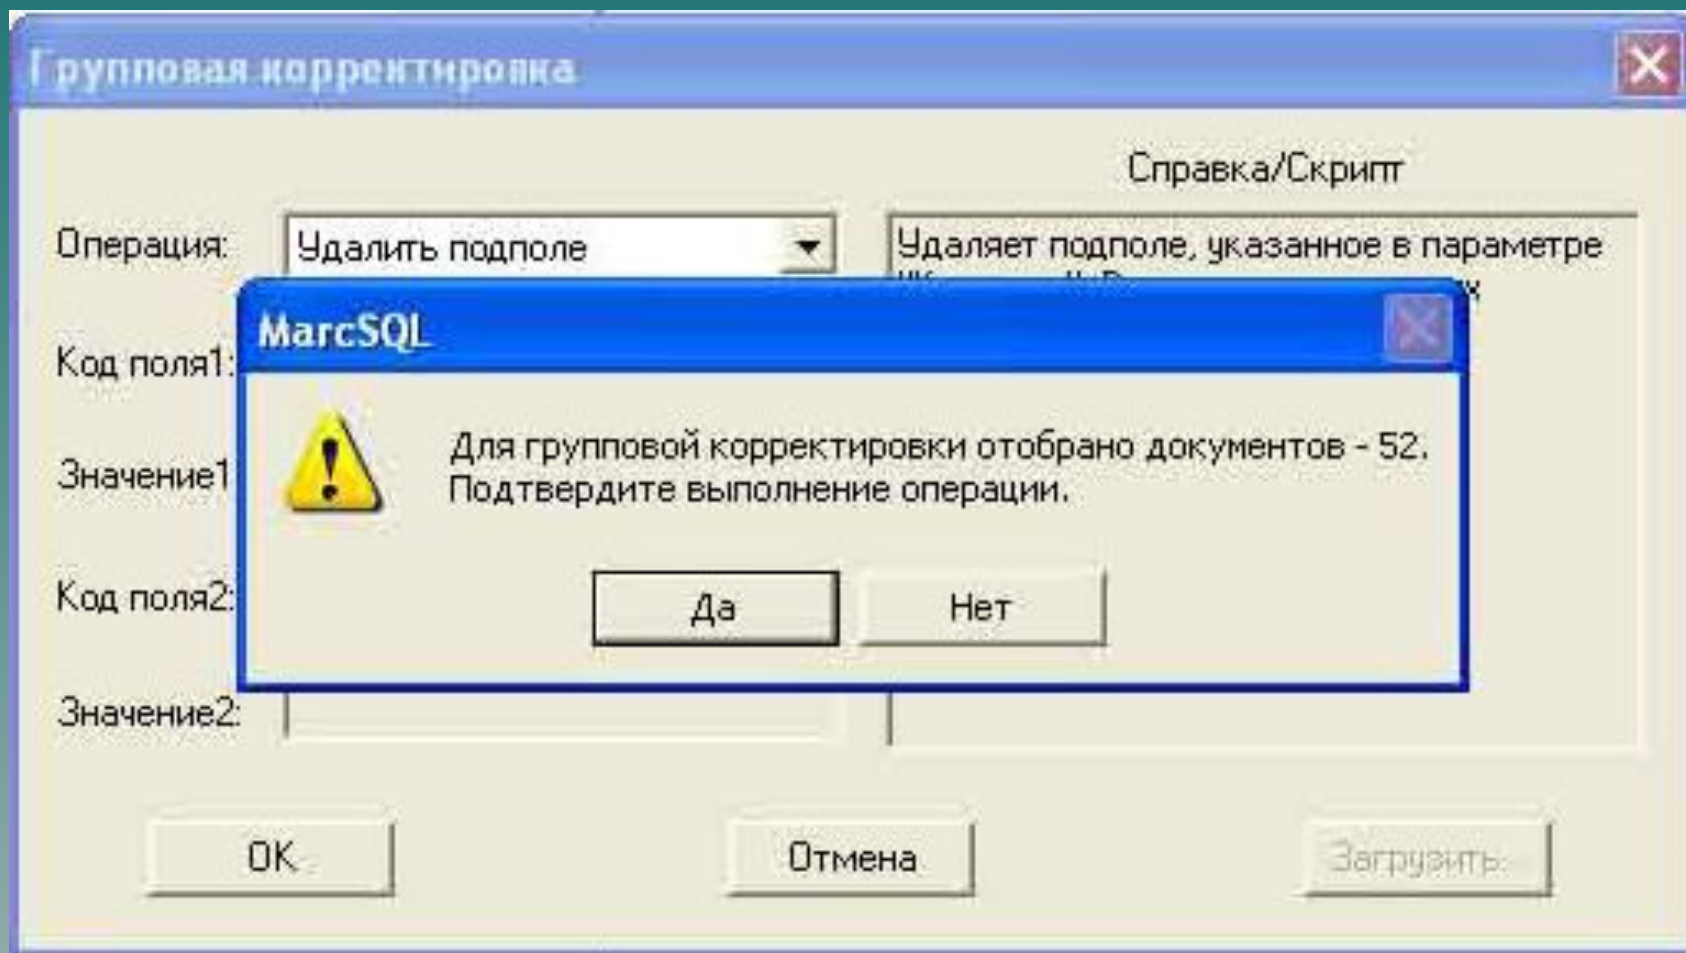 Групповая корректировка
Справка/Скрипт
Операция:
Удалить подполе
Удаляет подполе, указанное в параметре
MarcSQL
Код поля1:
Для групповой корректировки отобрано документов - 52.
Подтвердите выполнение операции.
Значение1
Да
Нет
Код поля2:
Значение2:
OK
Отмена
Загрузить